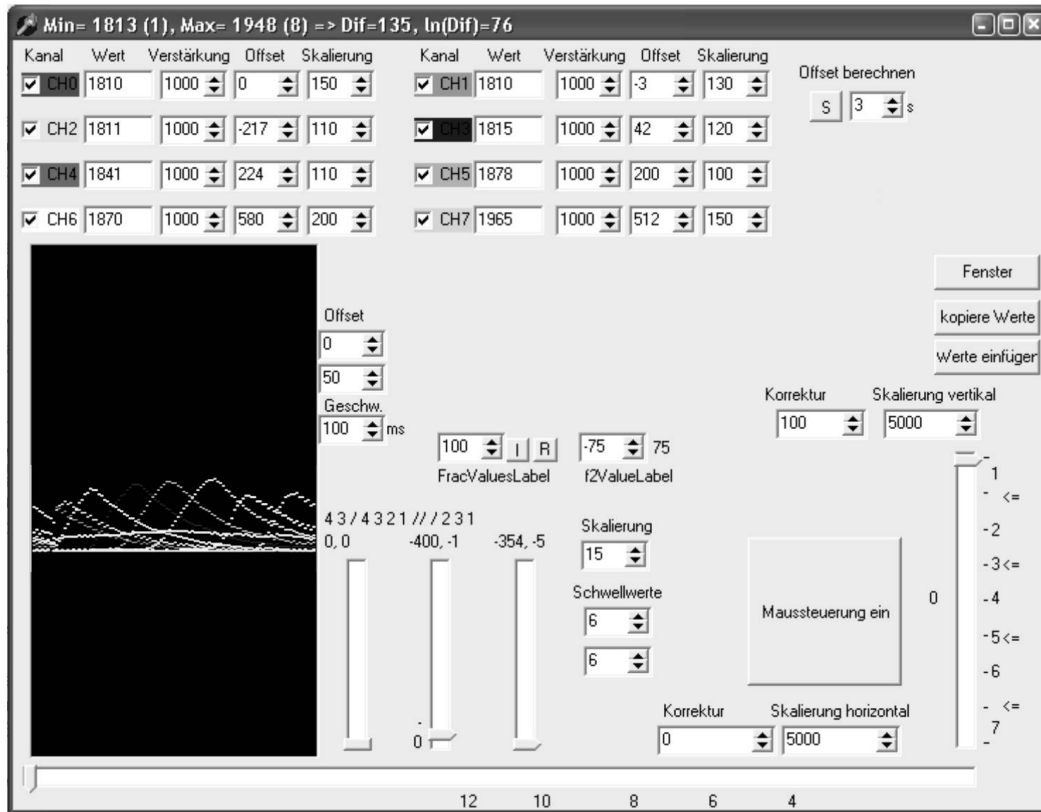 Min= 1813 (1), Max= 1948 (8) => Dif=135, ln(Dif)=76
Kanal Wert Verstärkung Offset Skalierung Kanal Wert Verstärkung Offset Skalierung
CH0 1810 1000 0 150 CH1 1810 1000 -3 130
Offset berechnen
S 3 s
CH2 1811 1000 -217 110 CH3 1815 1000 42 120
CH4 1841 1000 224 110 CH5 1878 1000 200 100
CH6 1870 1000 580 200 CH7 1965 1000 512 150
Fenster
kopiere Werte
Werte einfüger
Offset
0
50
Geschw.
100 ms
Korrektur Skalierung vertikal
100 5000
100 I R -75 75
FracValuesLabel f2ValueLabel
4 3 / 4 3 2 1 // / 2 3 1
0, 0 -400, -1 -354, -5
Skalierung
15
Schwellwerte
6
6
Maussteuerung ein
0
- 1
- <=
- 2
- 3 <=
- 4
- 5 <=
- 6
- <=
7
-
-
0
Korrektur Skalierung horizontal
0 5000
12 10 8 6 4